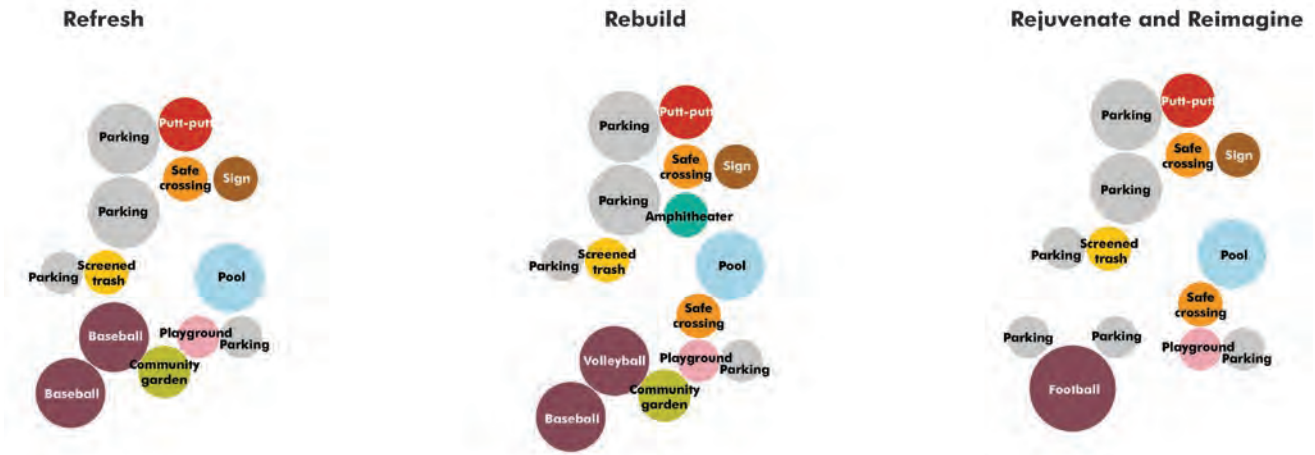 Refresh
Putt-putt
Parking
Safe
crossing
Sign
Parking
Screened
trash
Parking
Pool
Baseball
Playground
Parking
Community
garden
Baseball
Rebuild
Putt-putt
Parking
Safe
crossing
Sign
Parking
Amphitheater
Screened
trash
Parking
Pool
Safe
crossing
Volleyball
Playground
Parking
Community
garden
Baseball
Rejuvenate and Reimagine
Putt-putt
Parking
Safe
crossing
Sign
Parking
Screened
trash
Parking
Pool
Safe
crossing
Parking
Parking
Playground
Parking
Football